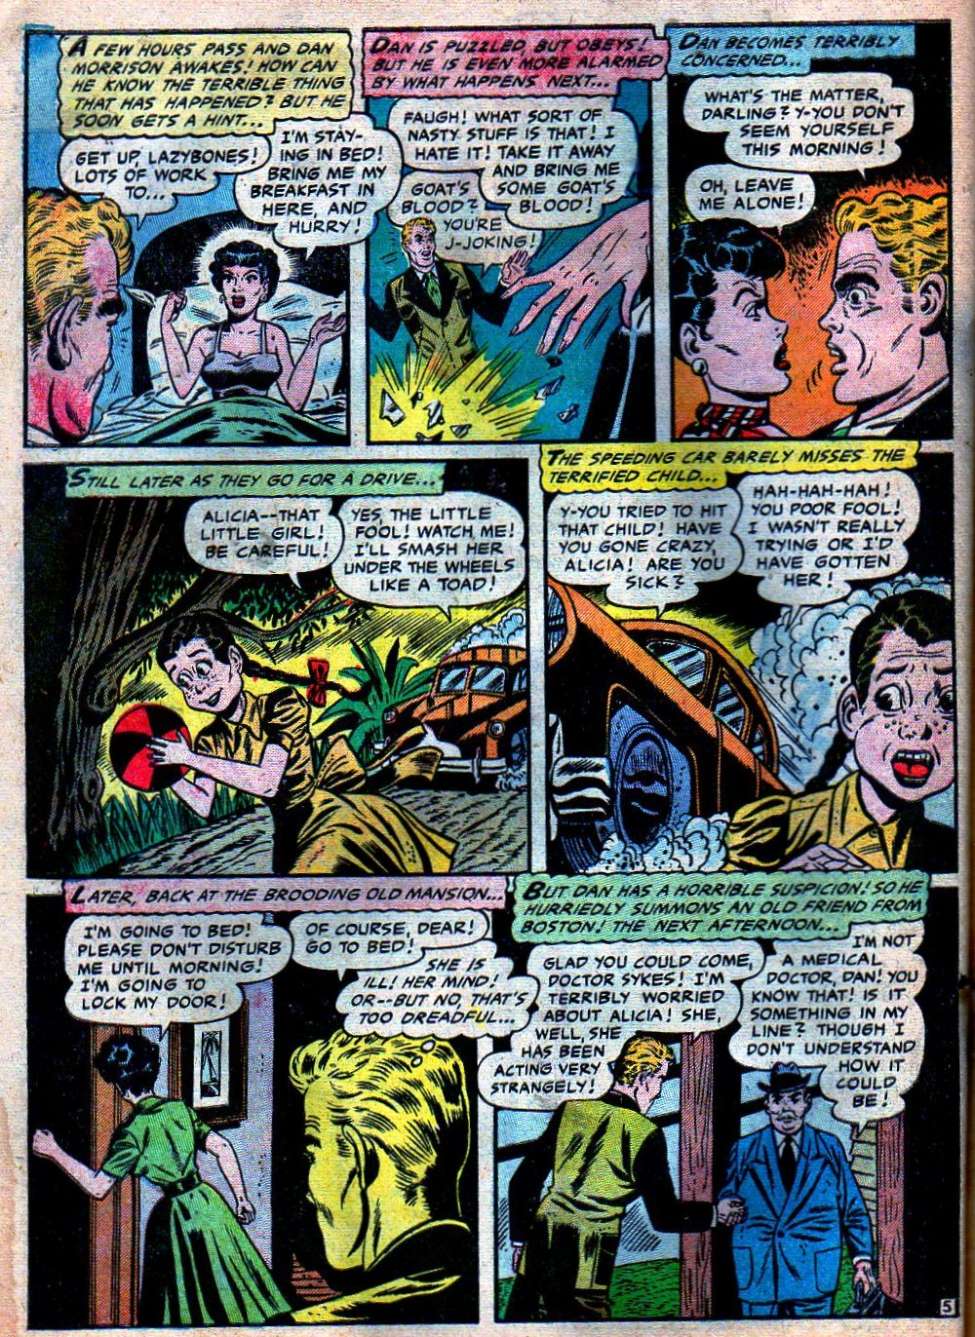 A FEW HOURS PASS AND DAN
MORRISON AWAKES! HOW CAN
HE KNOW THE TERRIBLE THING
THAT HAS HAPPENED? BUT HE
SOON GETS A HINT...
GET UP, LAZYBONES!
LOTS OF WORK
TO...
I'M STAY-
ING IN BED!
BRING ME MY
BREAKFAST IN
HERE, AND
HURRY!
DAN IS PUZZLED, BUT OBEYS!
BUT HE IS EVEN MORE ALARMED
BY WHAT HAPPENS NEXT...
FAUGH! WHAT SORT OF
NASTY STUFF IS THAT! I
HATE IT! TAKE IT AWAY
AND BRING ME
SOME GOAT'S
BLOOD!
GOAT'S
BLOOD?
YOU'RE
J-JOKING!
DAN BECOMES TERRIBLY
CONCERNED...
WHAT'S THE MATTER,
DARLING? Y-YOU DON'T
SEEM YOURSELF
THIS MORNING!
OH, LEAVE
ME ALONE!
STILL LATER AS THEY GO FOR A DRIVE...
ALICIA--THAT
LITTLE GIRL!
BE CAREFUL!
YES, THE LITTLE
FOOL! WATCH ME!
I'LL SMASH HER
UNDER THE WHEELS
LIKE A TOAD!
THE SPEEDING CAR BARELY MISSES THE
TERRIFIED CHILD...
Y-YOU TRIED TO HIT
THAT CHILD! HAVE
YOU GONE CRAZY,
ALICIA! ARE YOU
SICK?
HAH-HAH-HAH!
YOU POOR FOOL!
I WASN'T REALLY
TRYING OR I'D
HAVE GOTTEN
HER!
LATER, BACK AT THE BROODING OLD MANSION...
I'M GOING TO BED!
PLEASE DON'T DISTURB
ME UNTIL MORNING!
I'M GOING TO
LOCK MY DOOR!
OF COURSE, DEAR!
GO TO BED!
SHE IS
ILL! HER MIND!
OR--BUT NO, THAT'S
TOO DREADFUL...
BUT DAN HAS A HORRIBLE SUSPICION! SO HE
HURRIEDLY SUMMONS AN OLD FRIEND FROM
BOSTON! THE NEXT AFTERNOON...
GLAD YOU COULD COME,
DOCTOR SYKES! I'M
TERRIBLY WORRIED
ABOUT ALICIA! SHE,
WELL, SHE
HAS BEEN
ACTING VERY
STRANGELY!
I'M NOT
A MEDICAL
DOCTOR, DAN! YOU
KNOW THAT! IS IT
SOMETHING IN MY
LINE? THOUGH I
DON'T UNDERSTAND
HOW IT
COULD
BE!
5